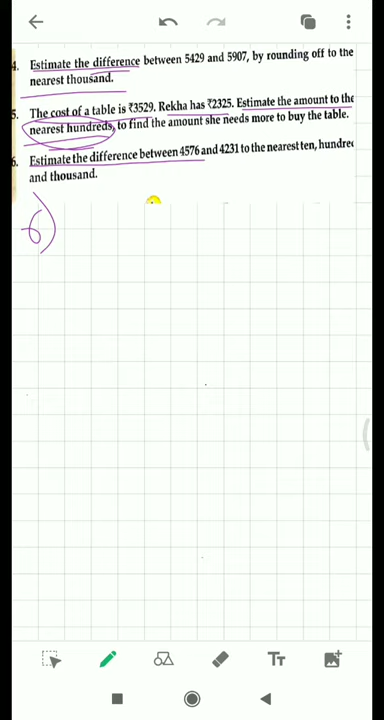 4. Estimate the difference between 5429 and 5907, by rounding off to the
nearest thousand.
5. The cost of a table is ₹3529. Rekha has ₹2325. Estimate the amount to the
nearest hundreds, to find the amount she needs more to buy the table.
6. Estimate the difference between 4576 and 4231 to the nearest ten, hundred
and thousand.
6)
TT